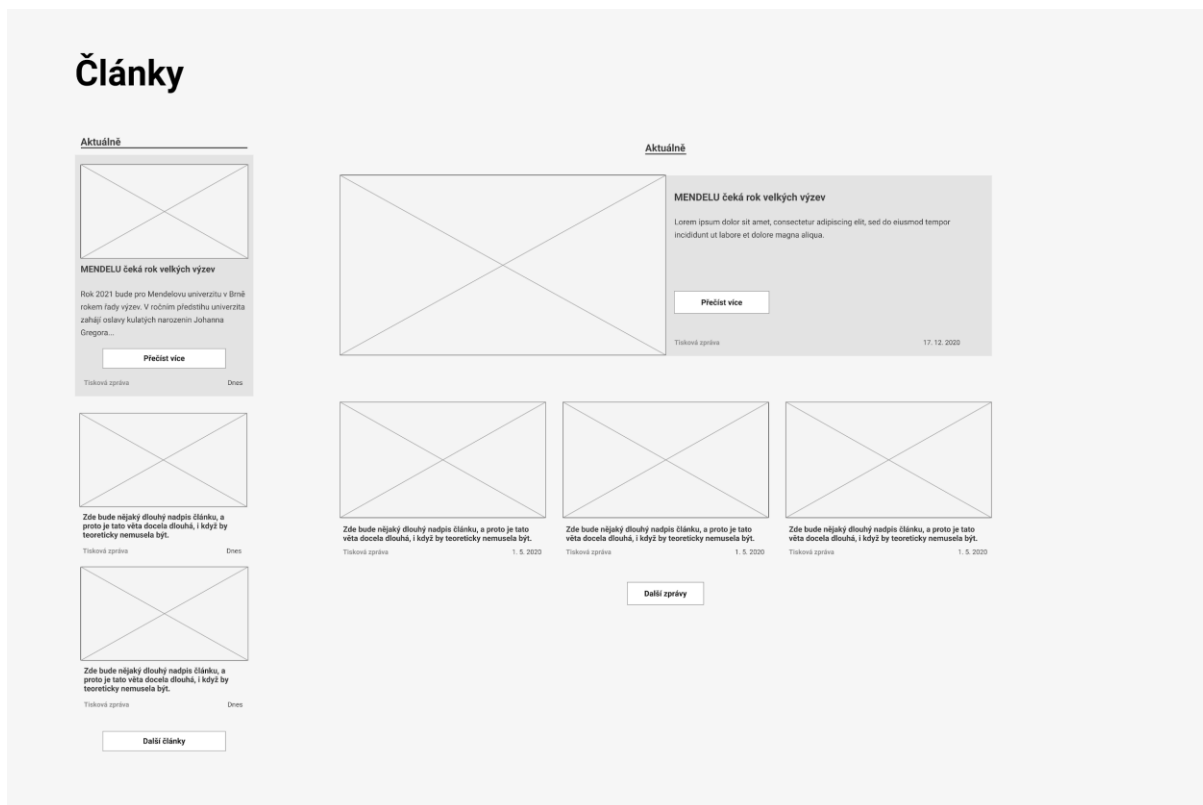 Články
Aktuálně
MENDELU čeká rok velkých výzev
Rok 2021 bude pro Mendelovu univerzitu v Brně
rokem řady výzev. V ročním předstihu univerzita
zahájí oslavy kulatých narozenin Johanna
Gregora...
Přečíst více
Tisková zpráva Dnes
Zde bude nějaký dlouhý nadpis článku, a
proto je tato věta docela dlouhá, i když by
teoreticky nemusela být.
Tisková zpráva Dnes
Zde bude nějaký dlouhý nadpis článku, a
proto je tato věta docela dlouhá, i když by
teoreticky nemusela být.
Tisková zpráva Dnes
Další články
Aktuálně
MENDELU čeká rok velkých výzev
Lorem ipsum dolor sit amet, consectetur adipiscing elit, sed do eiusmod tempor
incididunt ut labore et dolore magna aliqua.
Přečíst více
Tisková zpráva 17. 12. 2020
Zde bude nějaký dlouhý nadpis článku, a proto je tato
věta docela dlouhá, i když by teoreticky nemusela být.
Tisková zpráva 1. 5. 2020
Zde bude nějaký dlouhý nadpis článku, a proto je tato
věta docela dlouhá, i když by teoreticky nemusela být.
Tisková zpráva 1. 5. 2020
Zde bude nějaký dlouhý nadpis článku, a proto je tato
věta docela dlouhá, i když by teoreticky nemusela být.
Tisková zpráva 1. 5. 2020
Další zprávy